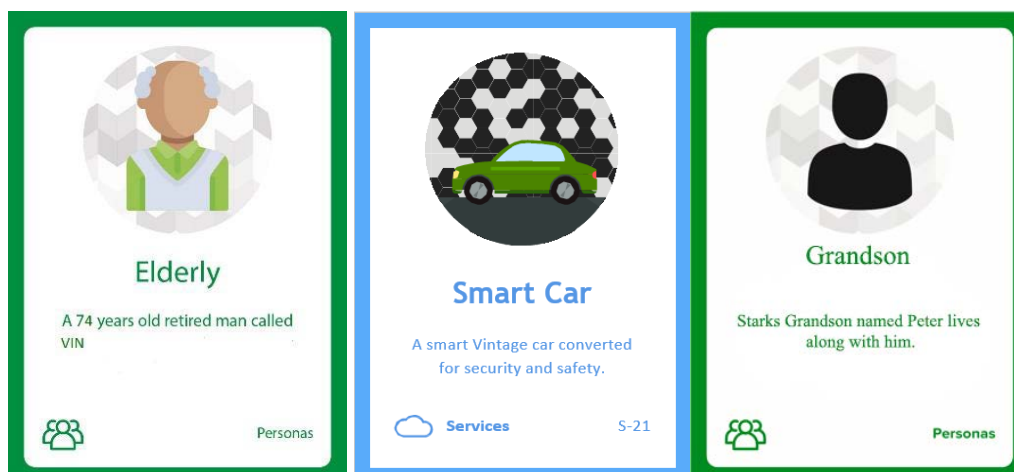 Elderly
A 74 years old retired man called
VIN
Personas
Smart Car
A smart Vintage car converted
for security and safety.
Services
S-21
Grandson
Starks Grandson named Peter lives
along with him.
Personas